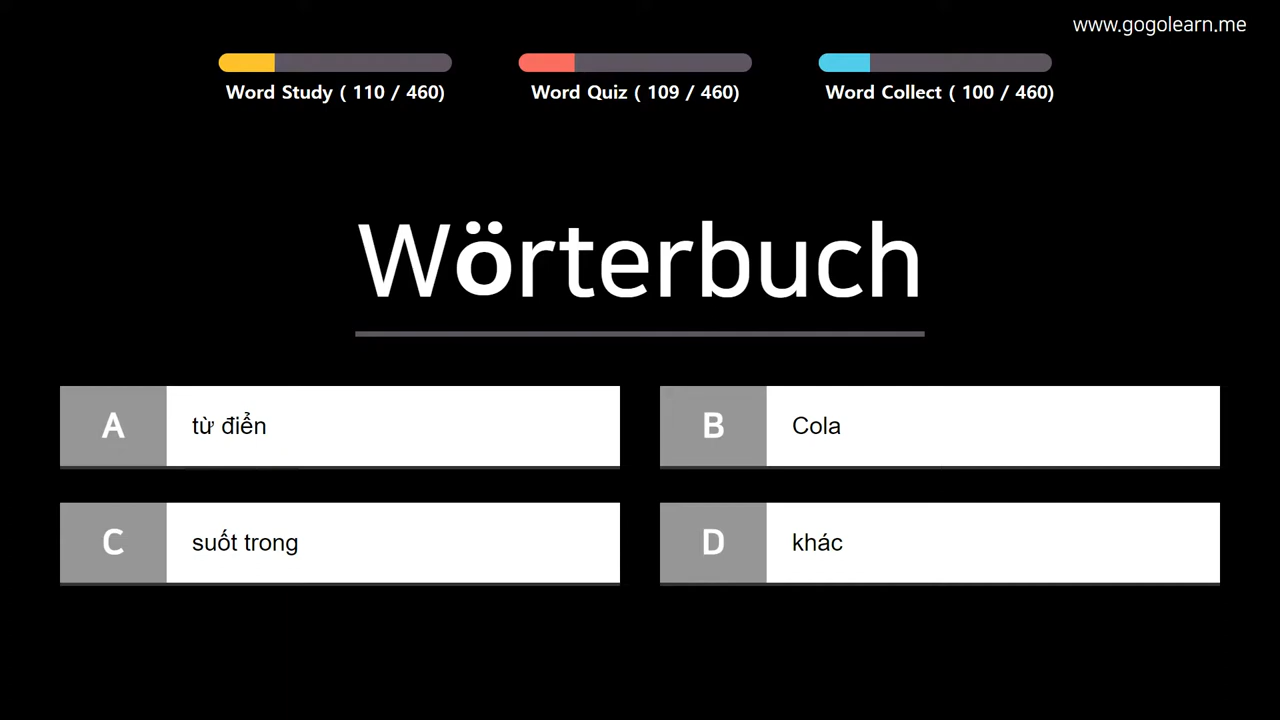 www.gogolearn.me
Word Study ( 110 / 460)
Word Quiz ( 109 / 460)
Word Collect ( 100 / 460)
Wörterbuch
A từ điển
B Cola
C suốt trong
D khác